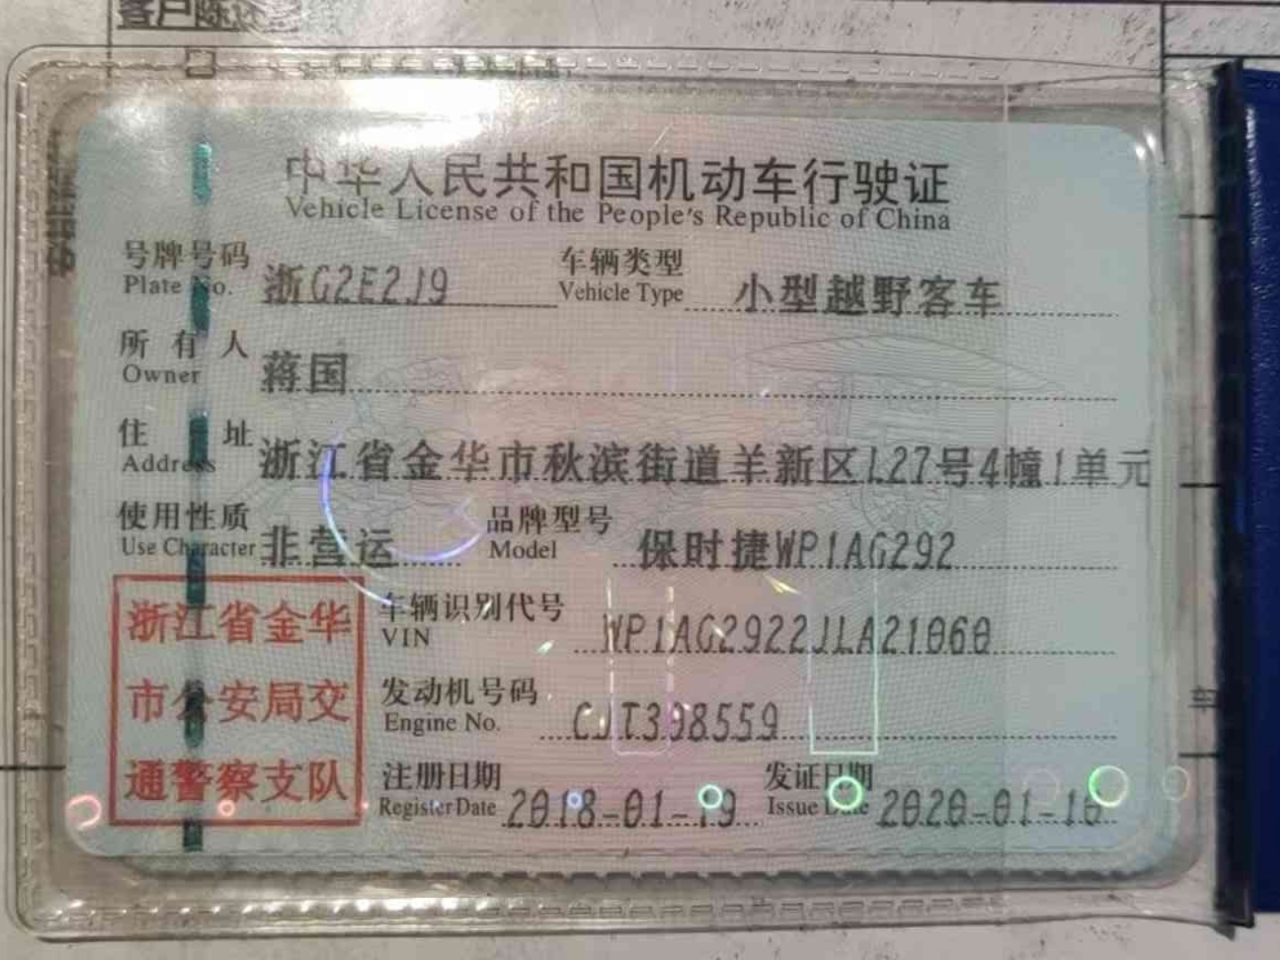 客户陈述
中华人民共和国机动车行驶证
Vehicle License of the People's Republic of China
号牌号码 浙G2E2J9 车辆类型 小型越野客车
Plate No. Vehicle Type
所有人 蒋国
Owner
住址 浙江省金华市秋滨街道羊新区127号4幢1单元
Address
使用性质 非营运 品牌型号 保时捷WP1AG292
Use Character Model
浙江省金华
市公安局交
通警察支队
车辆识别代号 WP1AG2922JLA21060
VIN
发动机号码 CJT398559
Engine No.
注册日期 2018-01-19 发证日期 2020-01-10
Register Date Issue Date
车